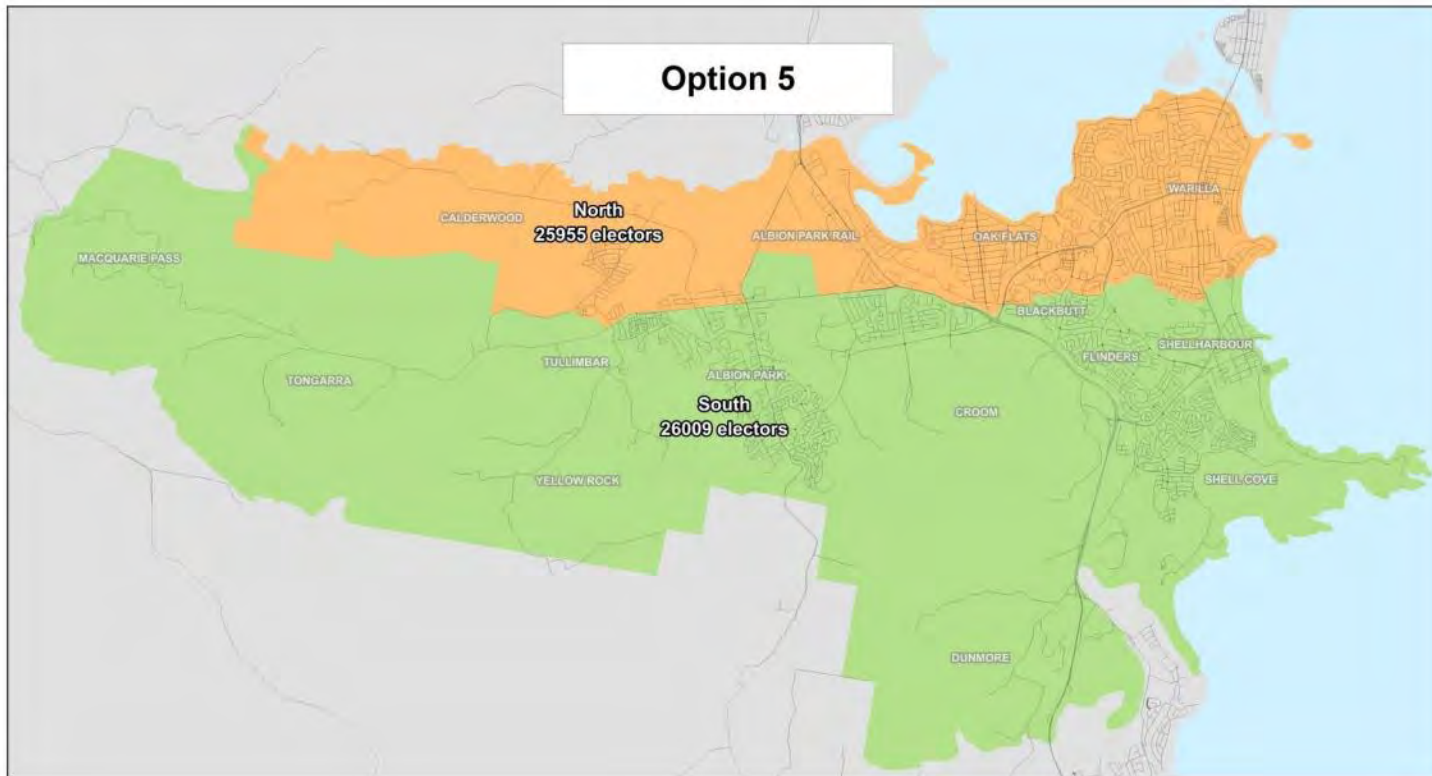 Option 5
WARILLA
North
CALDERWOOD
25955 electors
ALBION PARK RAIL
OAK FLATS
MACQUARIE PASS
BLACKBUTT
SHELLHARBOUR
FLINDERS
TULLIMBAR
ALBION PARK
TONGARRA
South
26009 electors
CROOM
YELLOW ROCK
SHELL COVE
DUNMORE